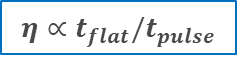 η ∝ t_flat/t_pulse